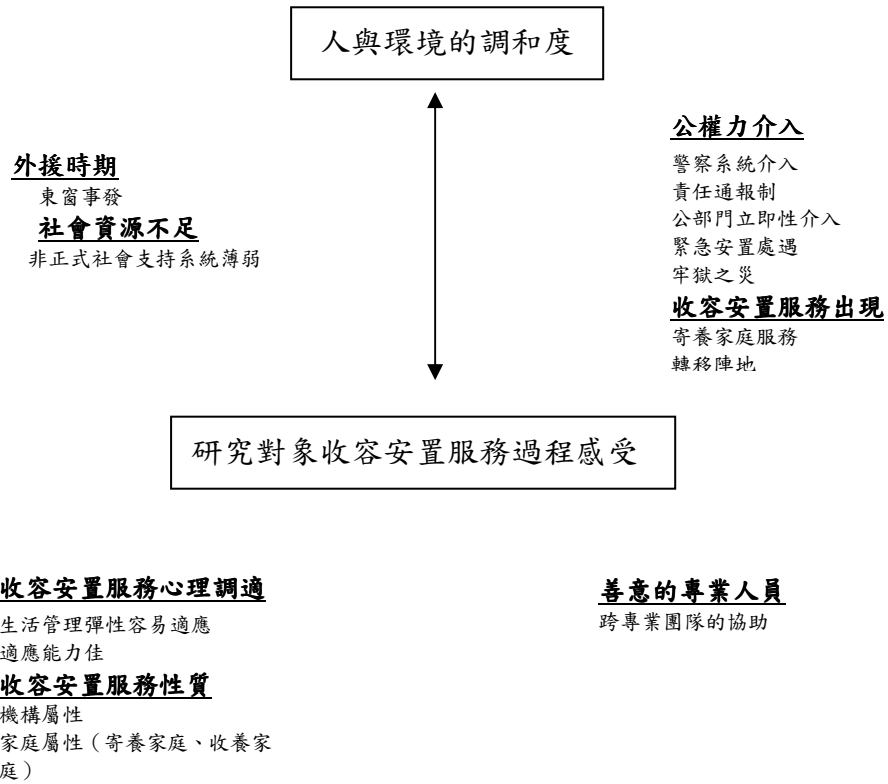 人與環境的調和度
外援時期
東窗事發
社會資源不足
非正式社會支持系統薄弱
公權力介入
警察系統介入
責任通報制
公部門立即性介入
緊急安置處遇
牢獄之災
收容安置服務出現
寄養家庭服務
轉移陣地
研究對象收容安置服務過程感受
收容安置服務心理調適
生活管理彈性容易適應
適應能力佳
收容安置服務性質
機構屬性
家庭屬性（寄養家庭、收養家
庭）
善意的專業人員
跨專業團隊的協助